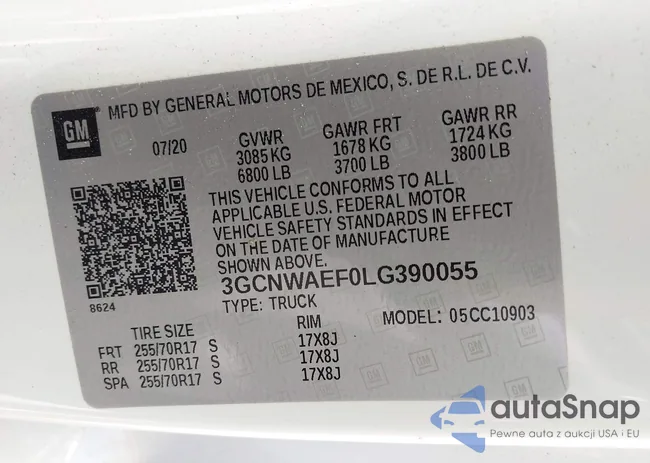 GM
MFD BY GENERAL MOTORS DE MEXICO, S. DE R.L. DE C.V.
07/20 GVWR GAWR FRT GAWR RR
3085 KG 1678 KG 1724 KG
6800 LB 3700 LB 3800 LB
THIS VEHICLE CONFORMS TO ALL
APPLICABLE U.S. FEDERAL MOTOR
VEHICLE SAFETY STANDARDS IN EFFECT
ON THE DATE OF MANUFACTURE
SHOWN ABOVE.
8624
3GCNWAEF0LG390055
TYPE: TRUCK MODEL: 05CC10903
TIRE SIZE RIM
FRT 255/70R17 S 17X8J
RR 255/70R17 S 17X8J
SPA 255/70R17 S 17X8J
autaSnap
Pewne auta z aukcji USA i EU